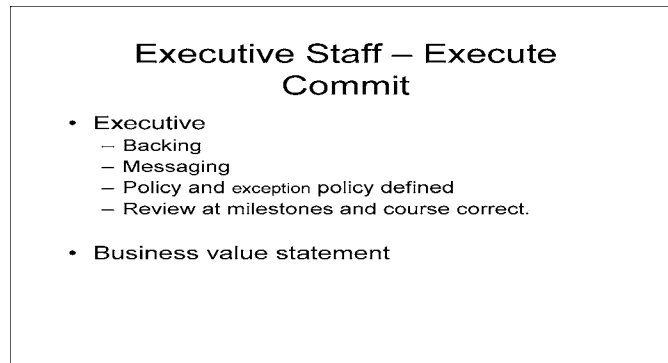 Executive Staff – Execute
Commit
• Executive
– Backing
– Messaging
– Policy and exception policy defined
– Review at milestones and course correct.
• Business value statement